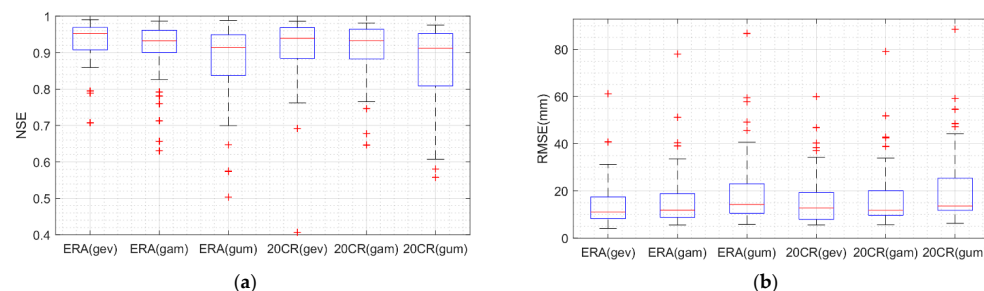 1
0.9
0.8
0.7
0.6
0.5
0.4
NSE
ERA(gev) ERA(gam) ERA(gum) 20CR(gev) 20CR(gam) 20CR(gum)
(a)
80
60
40
20
0
RMSE(mm)
ERA(gev) ERA(gam) ERA(gum) 20CR(gev) 20CR(gam) 20CR(gum
(b)